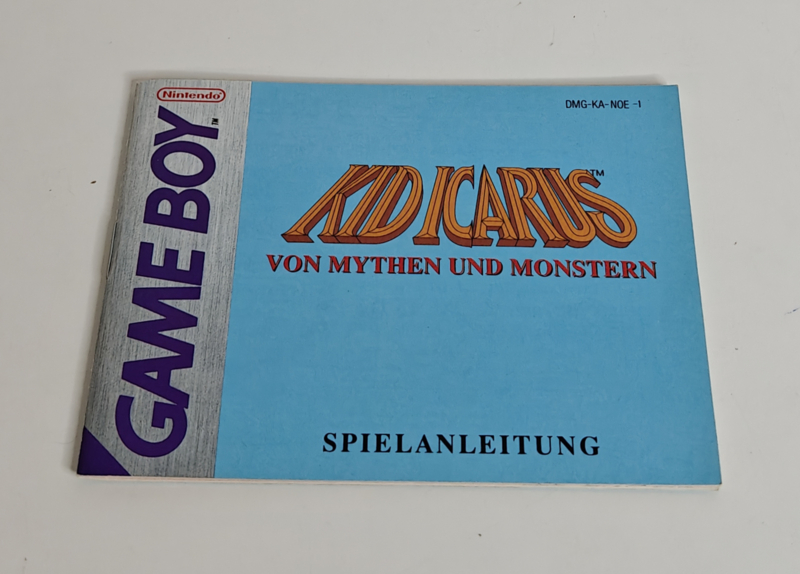 Nintendo
GAME BOY™
DMG-KA-NOE -1
KID ICARUS™
VON MYTHEN UND MONSTERN
SPIELANLEITUNG